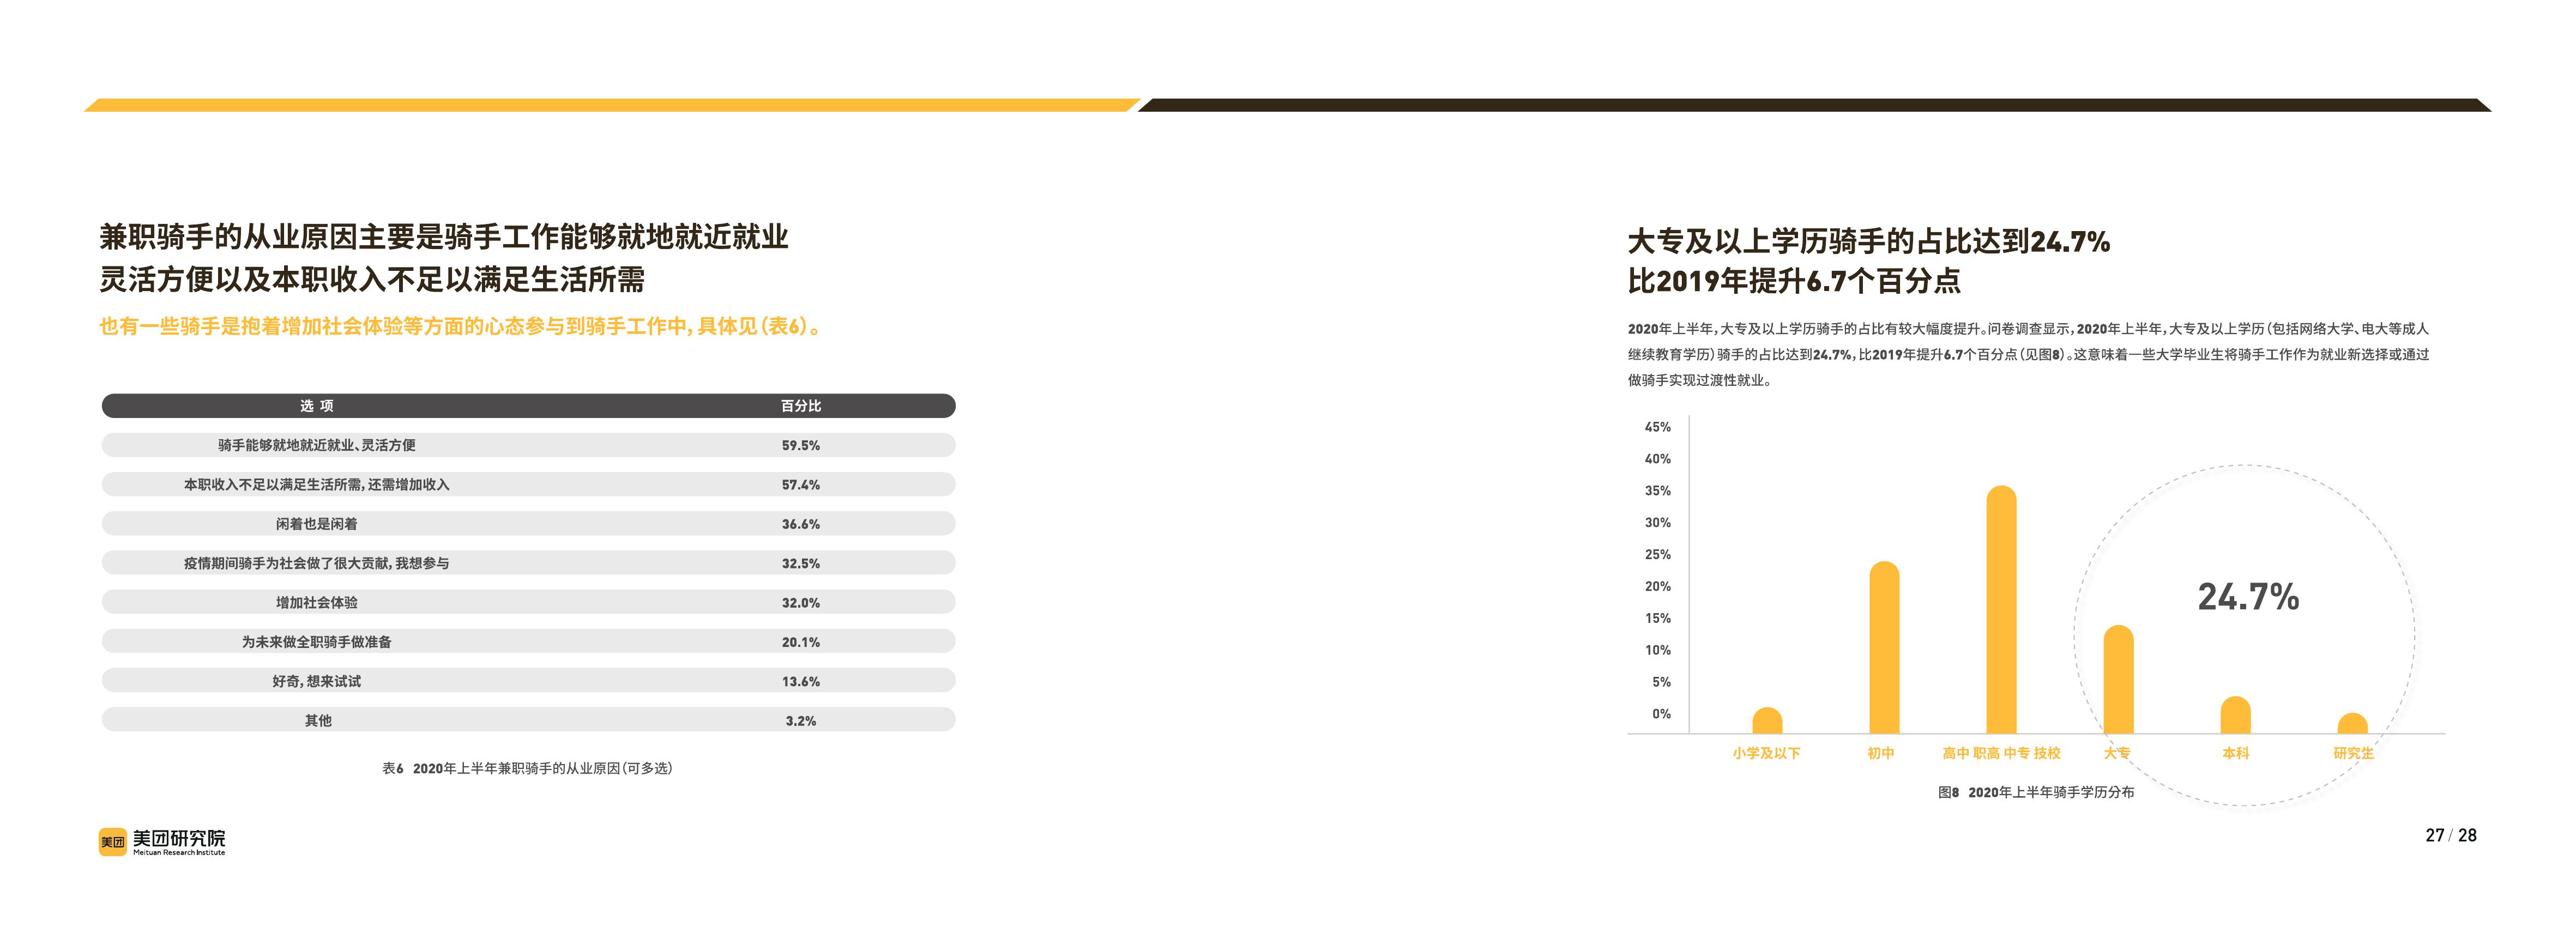 兼职骑手的从业原因主要是骑手工作能够就地就近就业
灵活方便以及本职收入不足以满足生活所需
也有一些骑手是抱着增加社会体验等方面的心态参与到骑手工作中，具体见（表6）。
选 项 百分比
骑手能够就地就近就业、灵活方便 59.5%
本职收入不足以满足生活所需，还需增加收入 57.4%
闲着也是闲着 36.6%
疫情期间骑手为社会做了很大贡献，我想参与 32.5%
增加社会体验 32.0%
为未来做全职骑手做准备 20.1%
好奇，想来试试 13.6%
其他 3.2%
表6 2020年上半年兼职骑手的从业原因（可多选）
美团 美团研究院
Meituan Research Institute
大专及以上学历骑手的占比达到24.7%
比2019年提升6.7个百分点
2020年上半年，大专及以上学历骑手的占比有较大幅度提升。问卷调查显示，2020年上半年，大专及以上学历（包括网络大学、电大等成人
继续教育学历）骑手的占比达到24.7%，比2019年提升6.7个百分点（见图8）。这意味着一些大学毕业生将骑手工作作为就业新选择或通过
做骑手实现过渡性就业。
45%
40%
35%
30%
25%
20%
15%
10%
5%
0%
24.7%
小学及以下 初中 高中 职高 中专 技校 大专 本科 研究生
图8 2020年上半年骑手学历分布
27 / 28